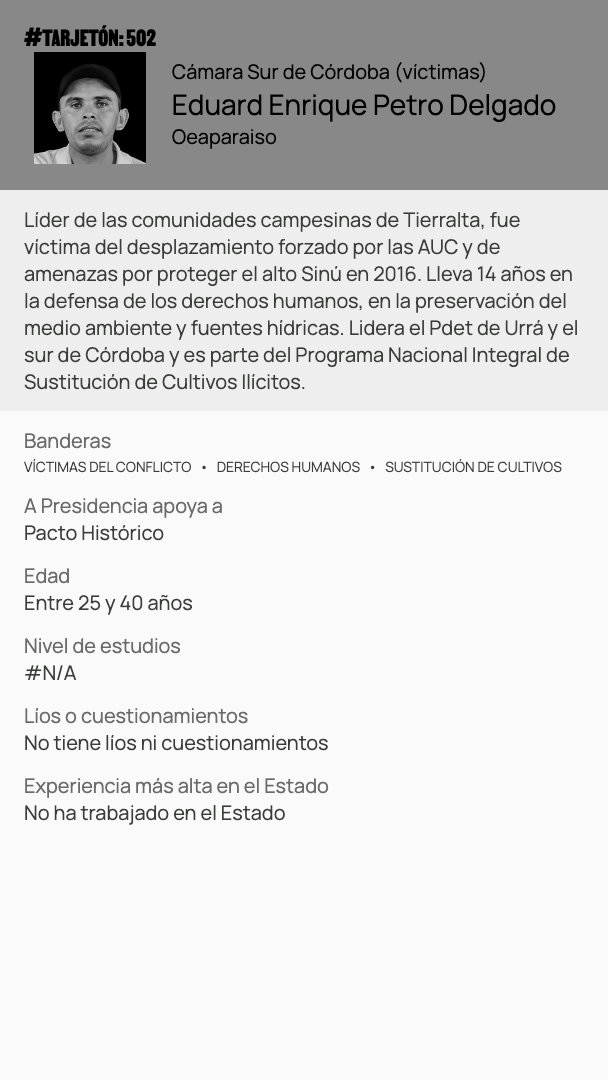 #TARJETÓN: 502
Cámara Sur de Córdoba (víctimas)
Eduard Enrique Petro Delgado
Oeaparaiso
Líder de las comunidades campesinas de Tierralta, fue
víctima del desplazamiento forzado por las AUC y de
amenazas por proteger el alto Sinú en 2016. Lleva 14 años en
la defensa de los derechos humanos, en la preservación del
medio ambiente y fuentes hídricas. Lidera el Pdet de Urrá y el
sur de Córdoba y es parte del Programa Nacional Integral de
Sustitución de Cultivos Ilícitos.
Banderas
VÍCTIMAS DEL CONFLICTO • DERECHOS HUMANOS • SUSTITUCIÓN DE CULTIVOS
A Presidencia apoya a
Pacto Histórico
Edad
Entre 25 y 40 años
Nivel de estudios
#N/A
Líos o cuestionamientos
No tiene líos ni cuestionamientos
Experiencia más alta en el Estado
No ha trabajado en el Estado